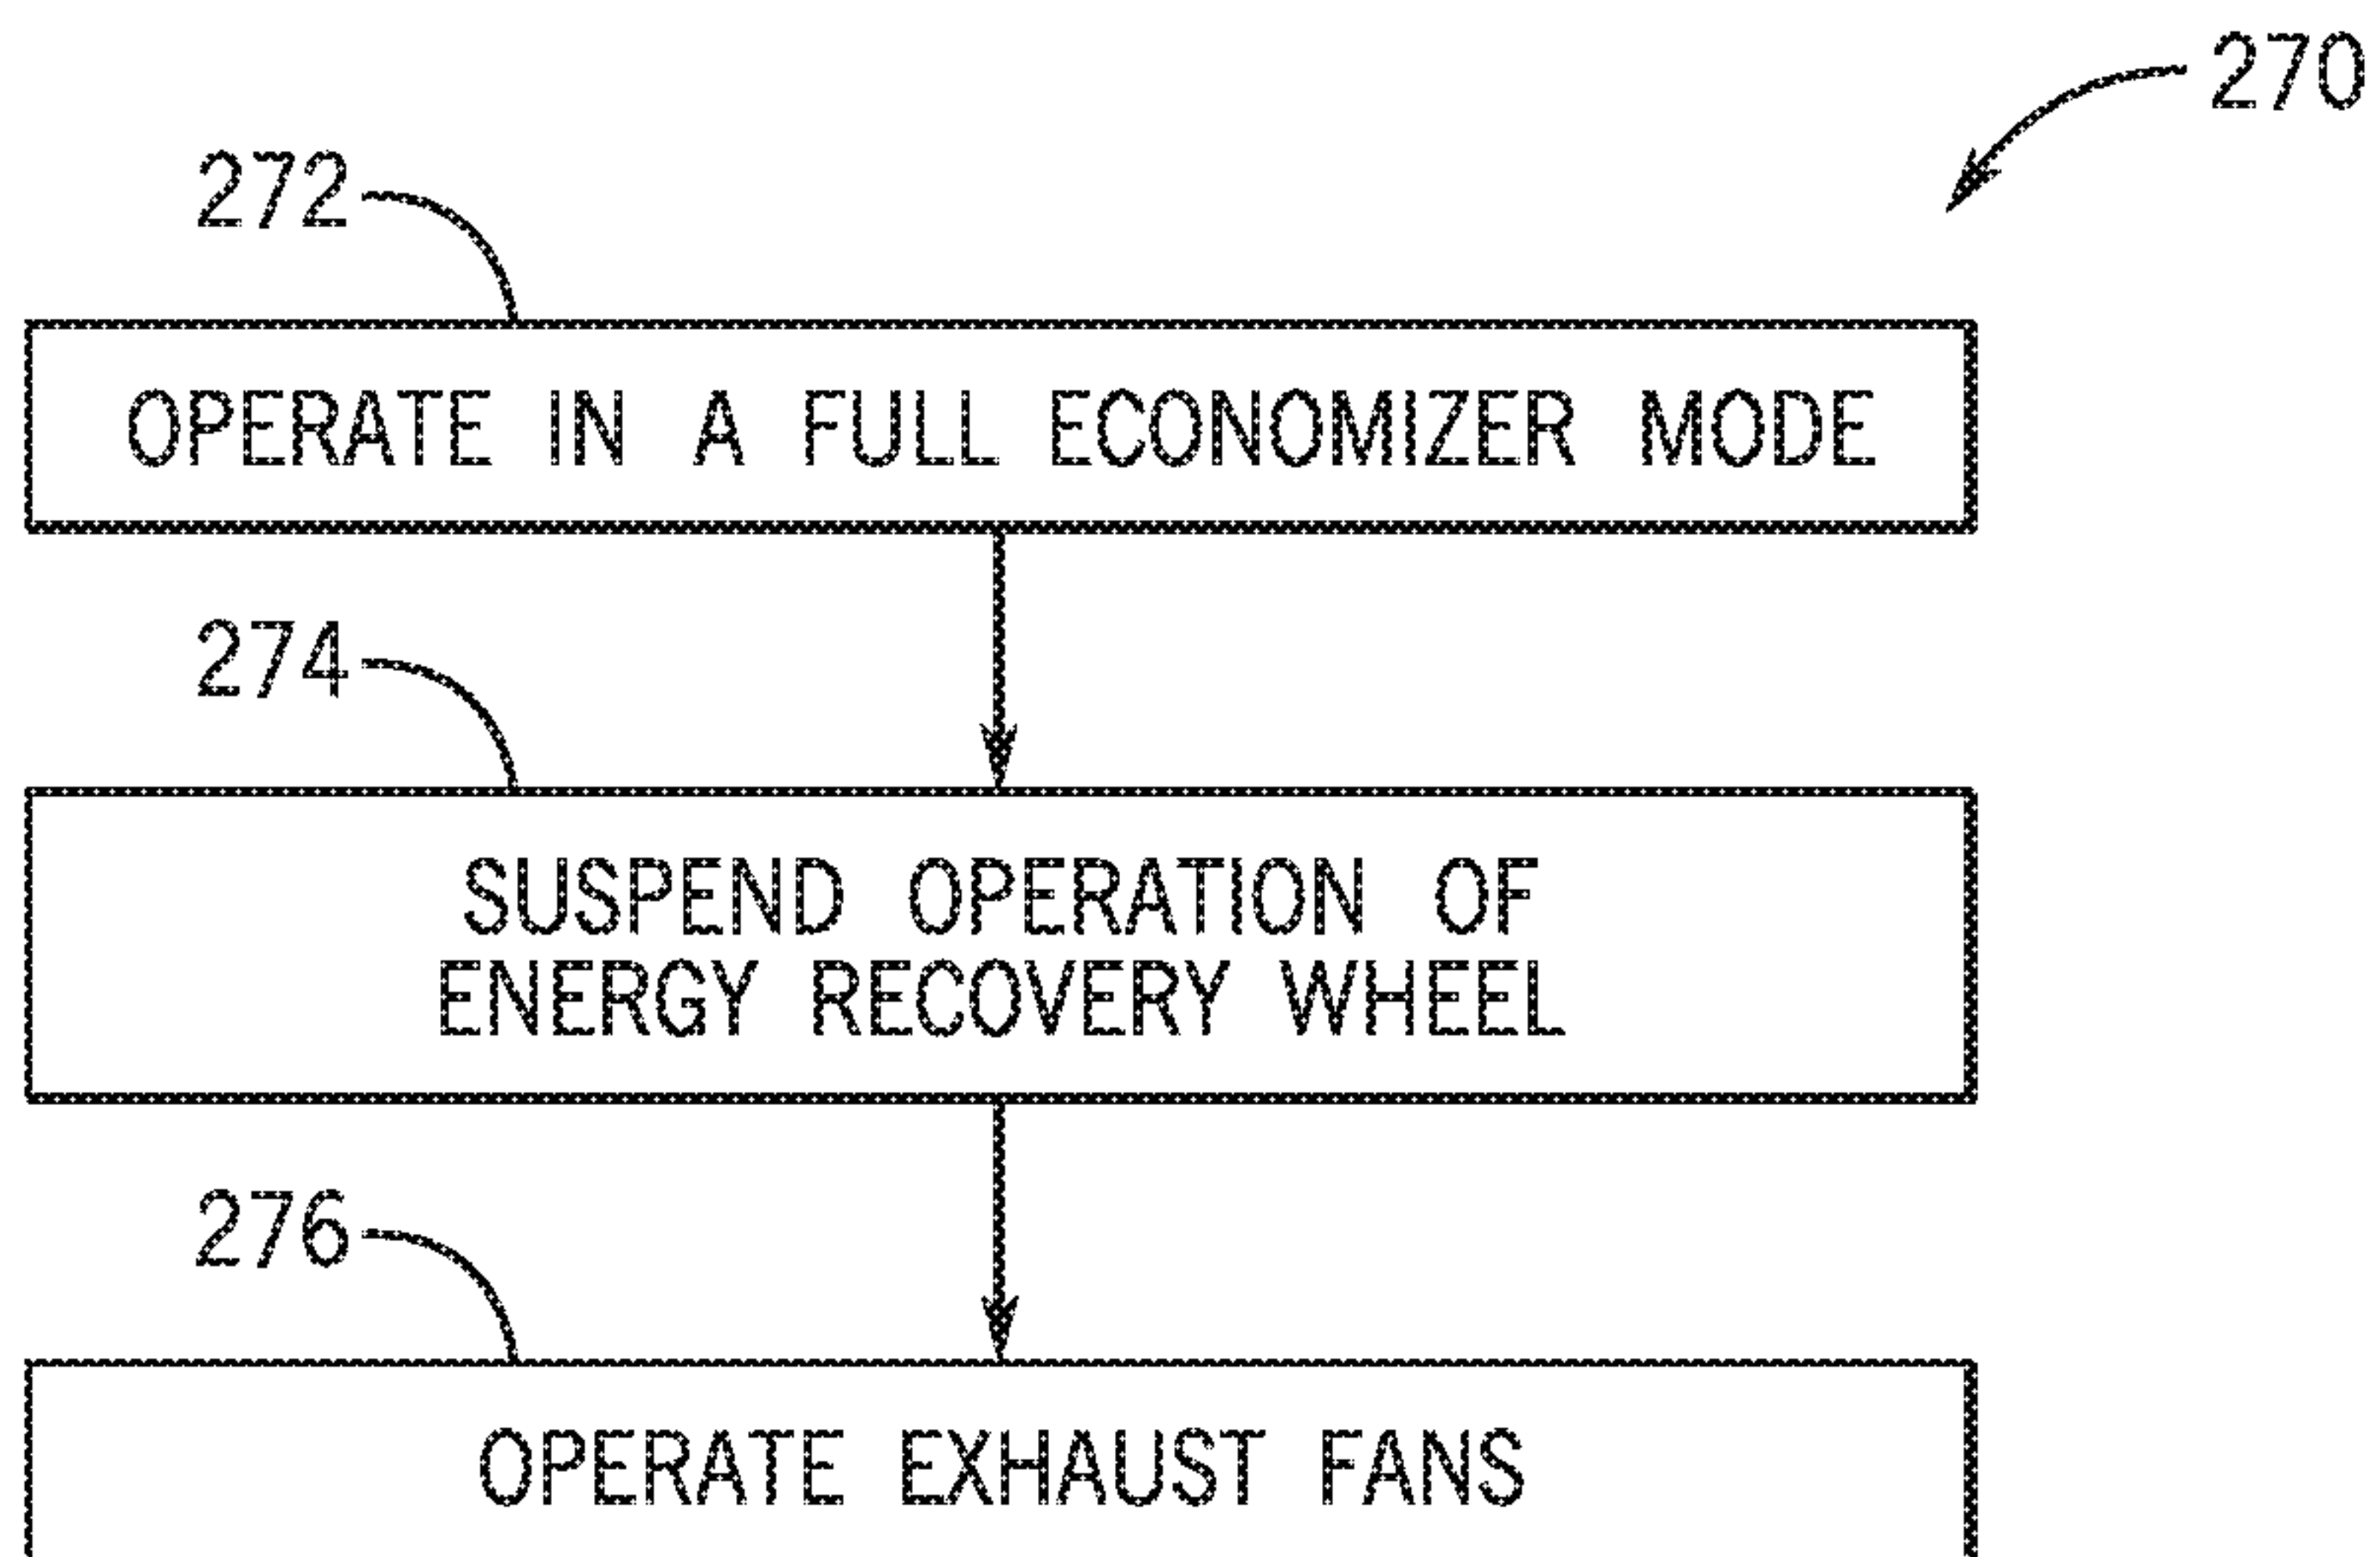 270
272
OPERATE IN A FULL ECONOMIZER MODE
274
SUSPEND OPERATION OF
ENERGY RECOVERY WHEEL
276
OPERATE EXHAUST FANS